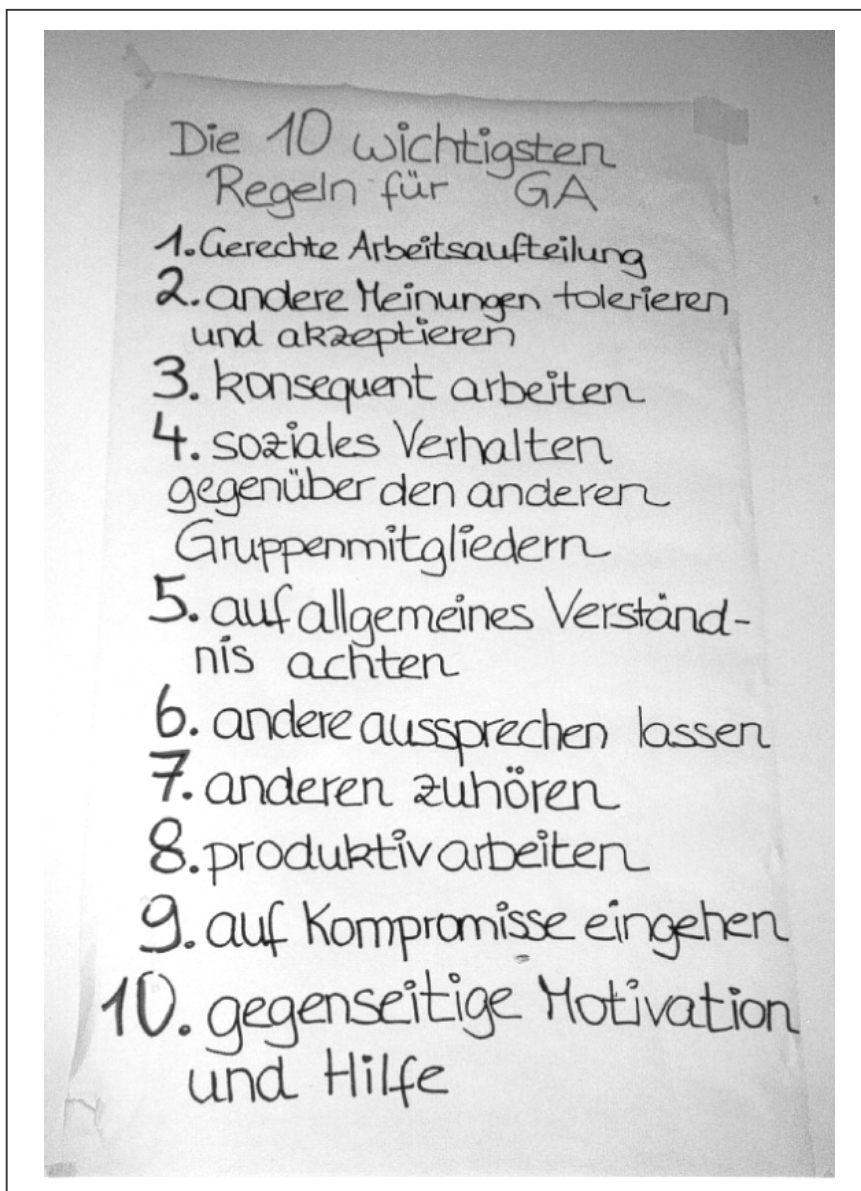 Die 10 wichtigsten
Regeln für GA
1. Gerechte Arbeitsaufteilung
2. andere Meinungen tolerieren
und akzeptieren
3. konsequent arbeiten
4. soziales Verhalten
gegenüber den anderen
Gruppenmitgliedern
5. auf allgemeines Verständ-
nis achten
6. andere aussprechen lassen
7. anderen zuhören
8. produktiv arbeiten
9. auf Kompromisse eingehen
10. gegenseitige Motivation
und Hilfe